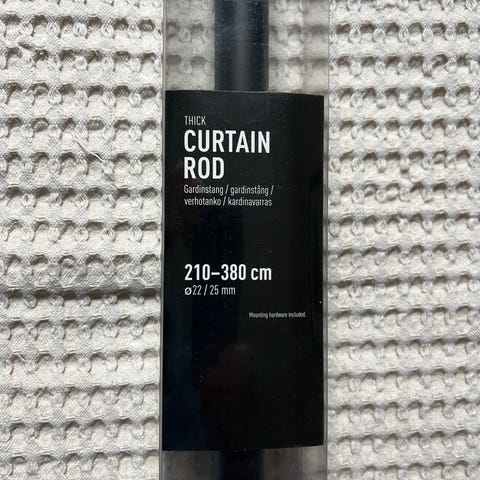 THICK
CURTAIN
ROD
Gardinstang / gardinstång /
verhotanko / kardinavarras
210–380 cm
ø22 / 25 mm
Mounting hardware included.